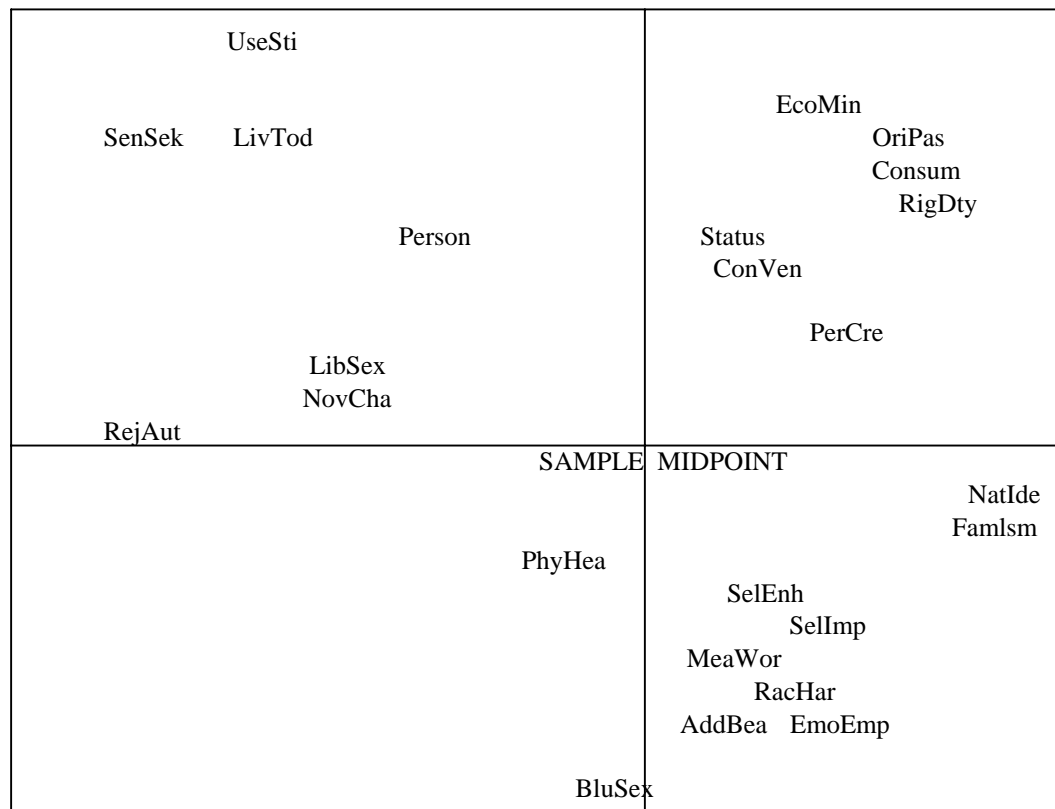 UseSti
EcoMin
SenSek LivTod OriPas
Consum
RigDty
Person Status
ConVen
PerCre
LibSex
NovCha
RejAut
SAMPLE MIDPOINT
NatIde
Famlsm
PhyHea
SelEnh
SelImp
MeaWor
RacHar
AddBea EmoEmp
BluSex